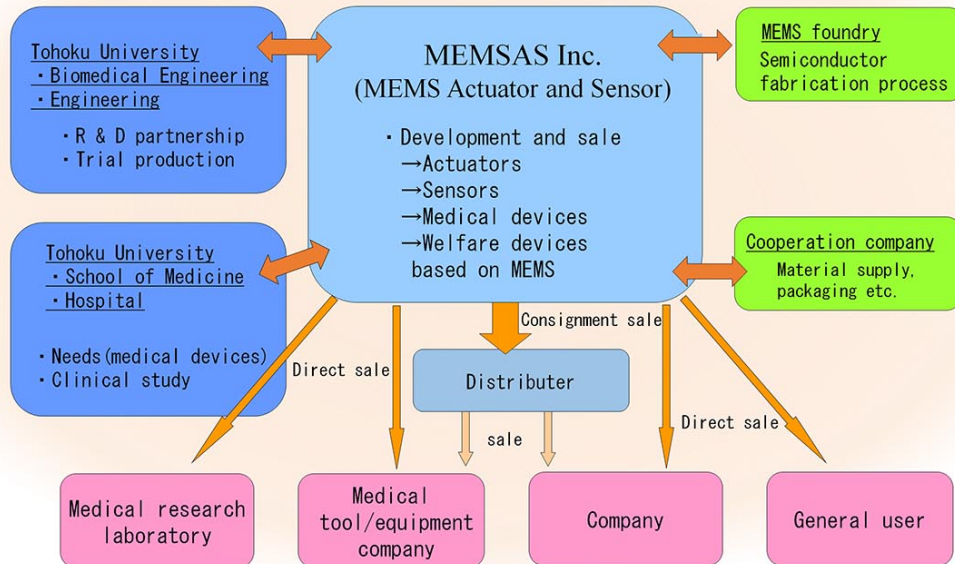 Tohoku University
・Biomedical Engineering
・Engineering
・R & D partnership
・Trial production
MEMSAS Inc.
(MEMS Actuator and Sensor)
・Development and sale
→Actuators
→Sensors
→Medical devices
→Welfare devices
based on MEMS
MEMS foundry
Semiconductor
fabrication process
Tohoku University
・School of Medicine
・Hospital
・Needs(medical devices)
・Clinical study
Cooperation company
Material supply,
packaging etc.
Consignment sale
Direct sale
Distributer
Direct sale
sale
Medical research
laboratory
Medical
tool/equipment
company
Company
General user